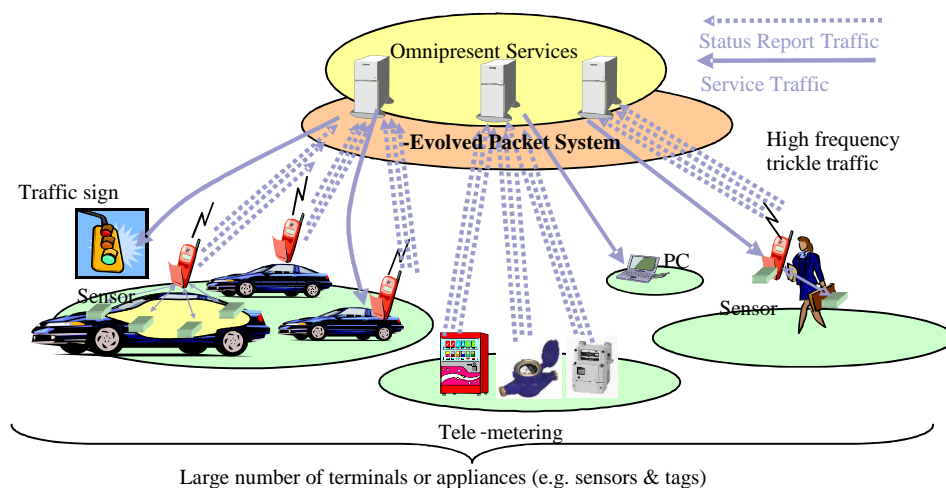 Omnipresent Services
Status Report Traffic
Service Traffic
-Evolved Packet System
High frequency
trickle traffic
Traffic sign
Sensor
PC
Sensor
Tele -metering
Large number of terminals or appliances (e.g. sensors & tags)